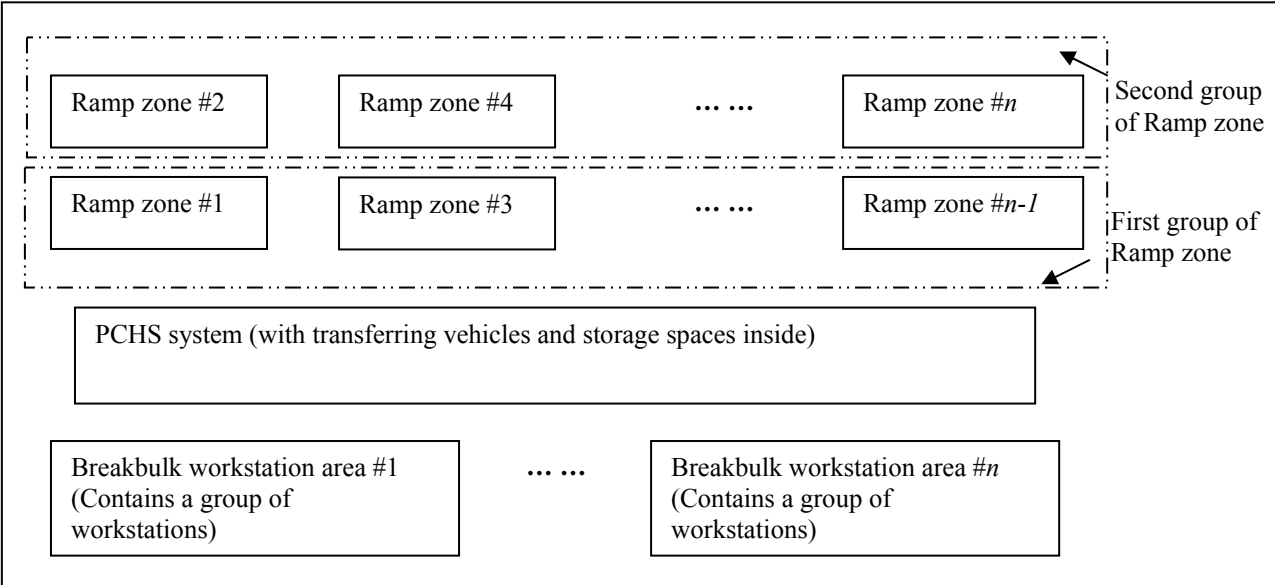 Ramp zone #2
Ramp zone #4
... ...
Ramp zone #n
Second group
of Ramp zone
Ramp zone #1
Ramp zone #3
... ...
Ramp zone #n-1
First group of
Ramp zone
PCHS system (with transferring vehicles and storage spaces inside)
Breakbulk workstation area #1
(Contains a group of
workstations)
... ...
Breakbulk workstation area #n
(Contains a group of
workstations)